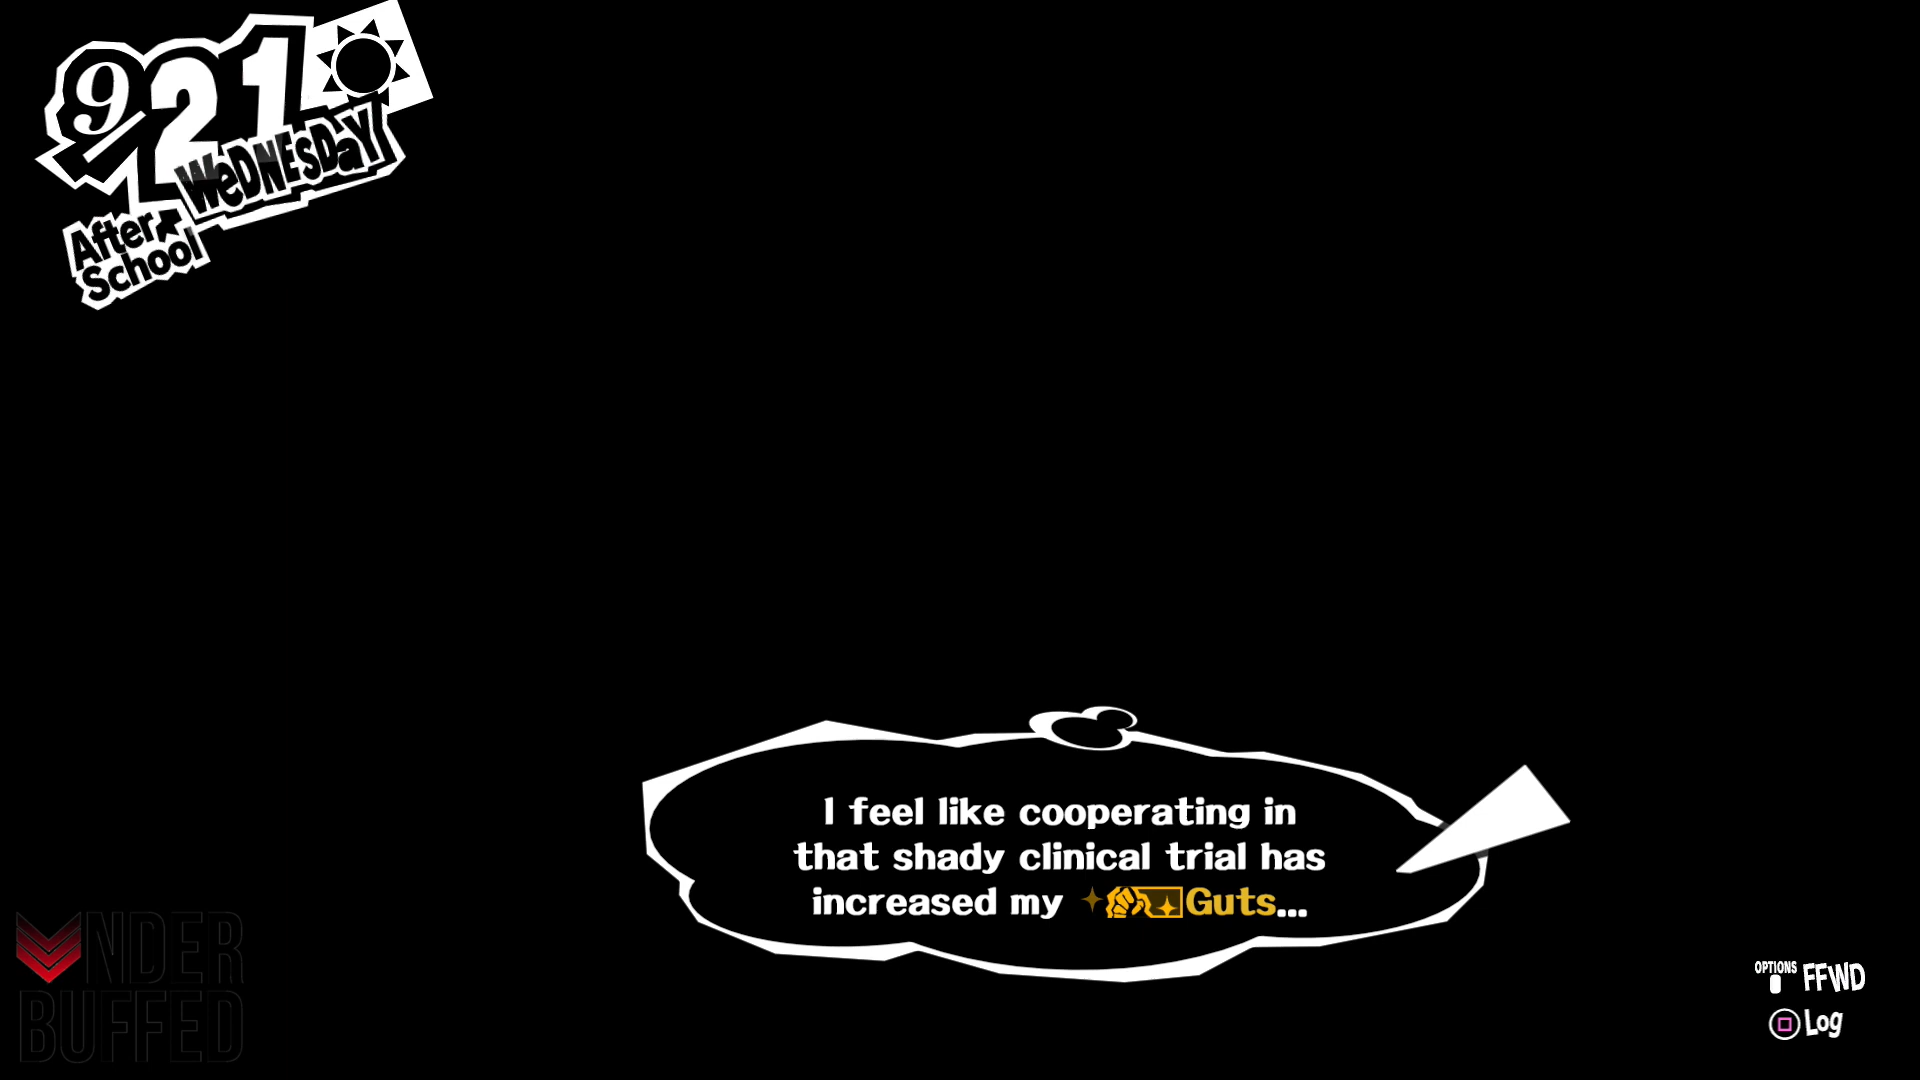 9/21
WeDNESDaY
After
School
I feel like cooperating in
that shady clinical trial has
increased my Guts...
OPTIONS FFWD
Log
UNDER
BUFFED